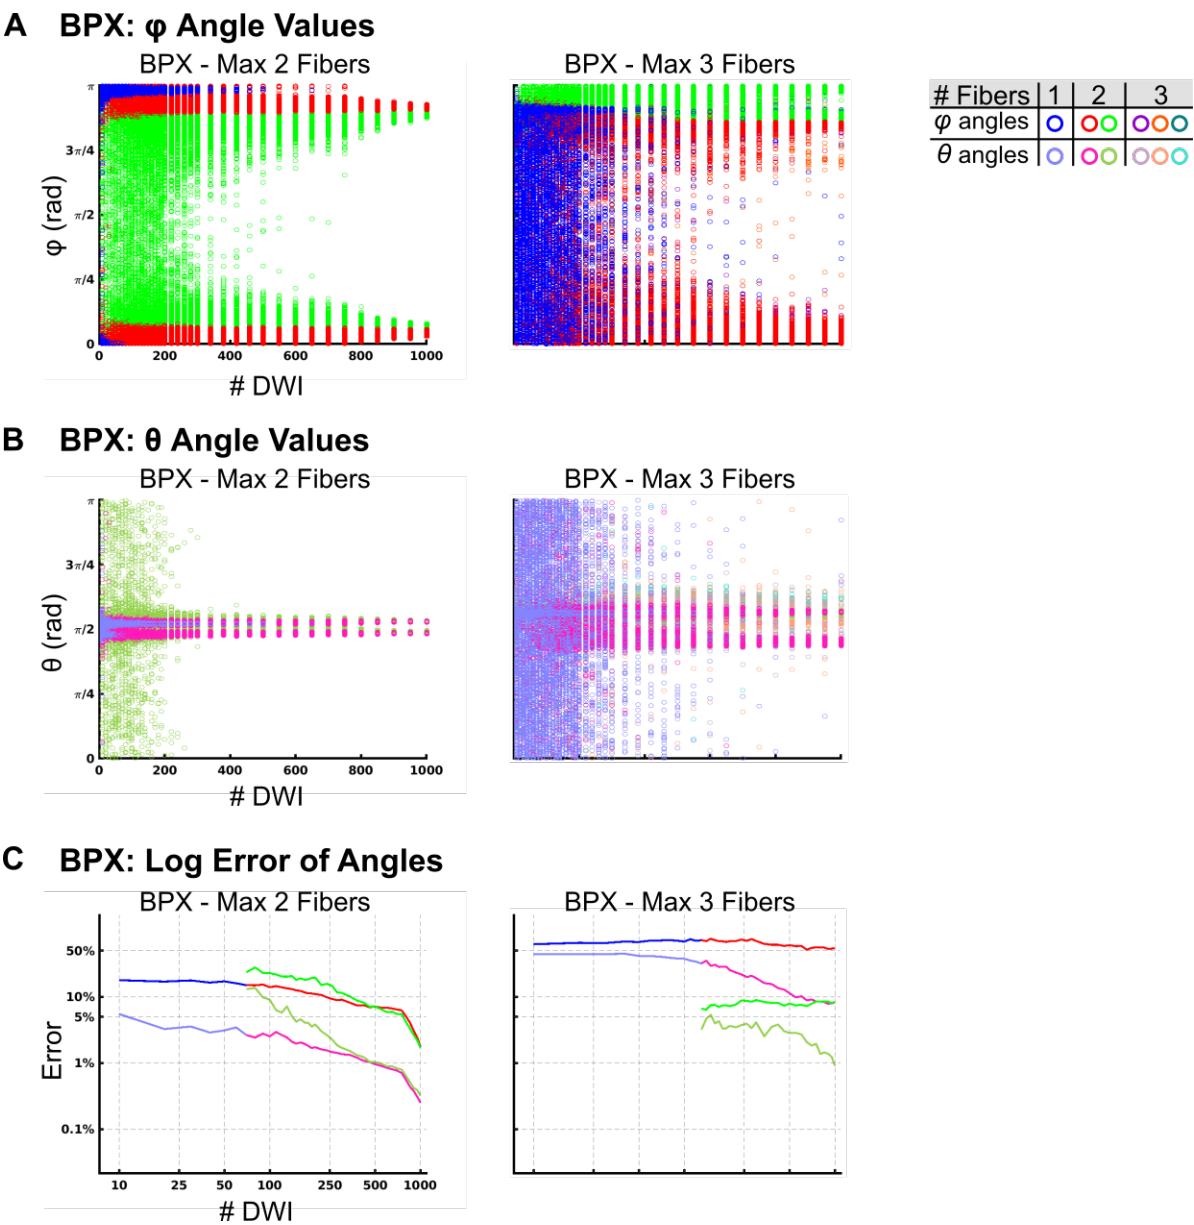 A BPX: φ Angle Values
BPX - Max 2 Fibers
BPX - Max 3 Fibers
# Fibers 1 2 3
φ angles
θ angles
π
3π/4
π/2
π/4
0
φ (rad)
0 200 400 600 800 1000
# DWI
B BPX: θ Angle Values
BPX - Max 2 Fibers
BPX - Max 3 Fibers
π
3π/4
π/2
π/4
0
θ (rad)
0 200 400 600 800 1000
# DWI
C BPX: Log Error of Angles
BPX - Max 2 Fibers
BPX - Max 3 Fibers
50%
10%
5%
1%
0.1%
Error
10 25 50 100 250 500 1000
# DWI